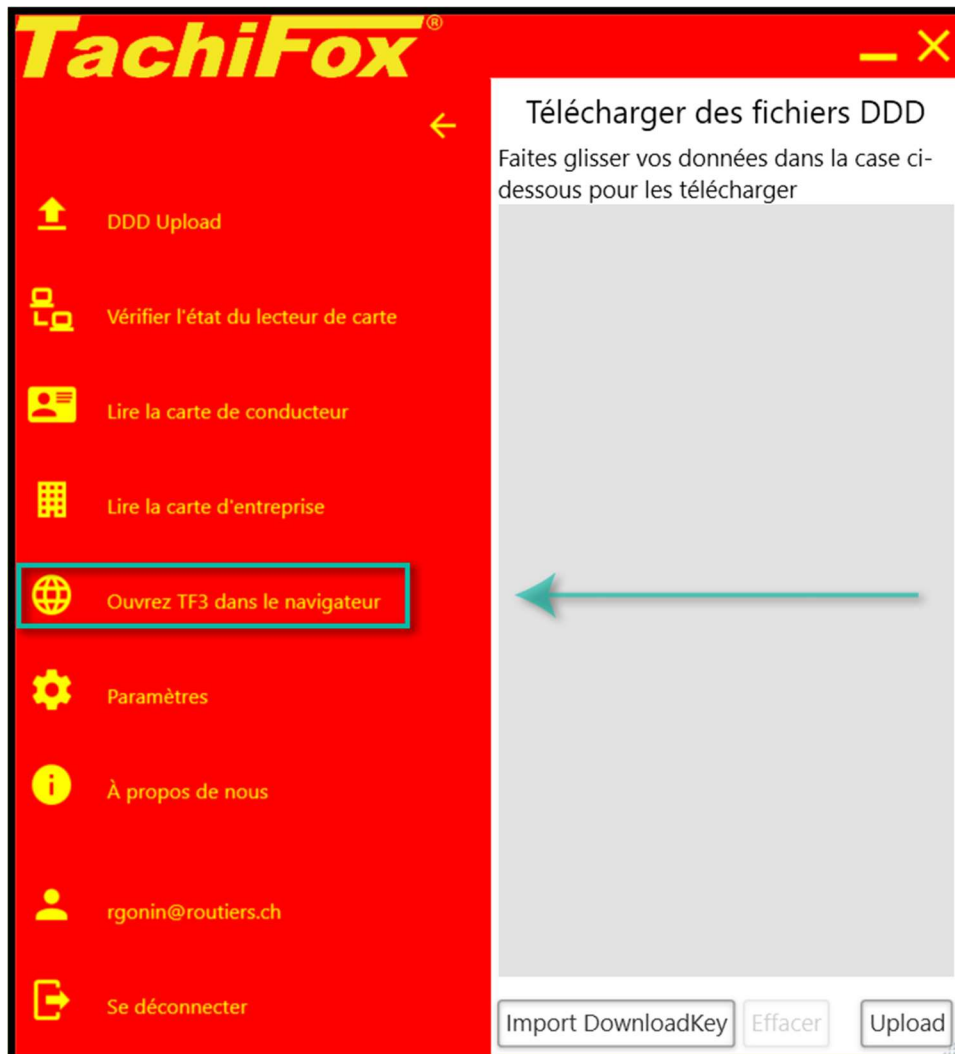 TachiFox®
Télécharger des fichiers DDD
Faites glisser vos données dans la case ci-
dessous pour les télécharger
DDD Upload
Vérifier l'état du lecteur de carte
Lire la carte de conducteur
Lire la carte d'entreprise
Ouvrez TF3 dans le navigateur
Paramètres
À propos de nous
rgonin@routiers.ch
Se déconnecter
Import DownloadKey
Effacer
Upload